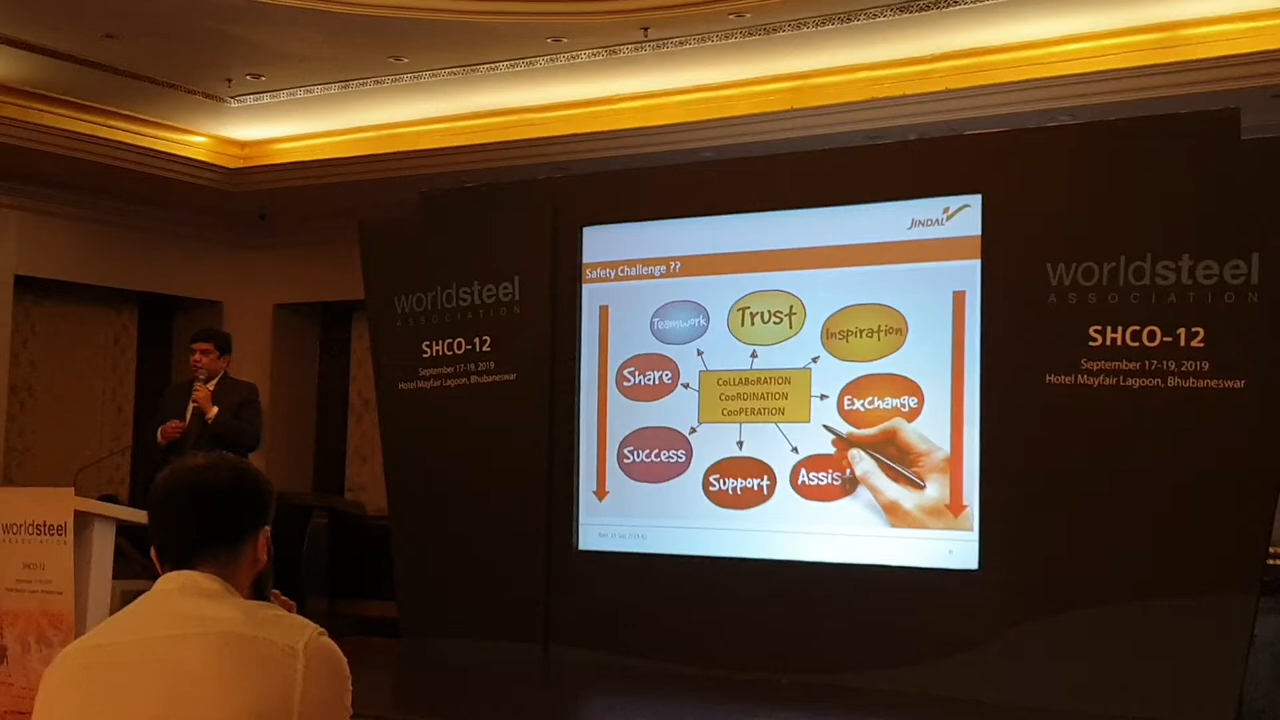 worldsteel
ASSOCIATION
SHCO-12
September 17-19, 2019
Hotel Mayfair Lagoon, Bhubaneswar
JINDAL
Safety Challenge ??
Teamwork
Trust
Inspiration
Share
CoLLABoRATION
CooRDINATION
CooPERATION
Exchange
Success
Support
Assist
worldsteel
ASSOCIATION
SHCO-12
September 17-19, 2019
Hotel Mayfair Lagoon, Bhubaneswar
worldsteel
ASSOCIATION
SHCO-12